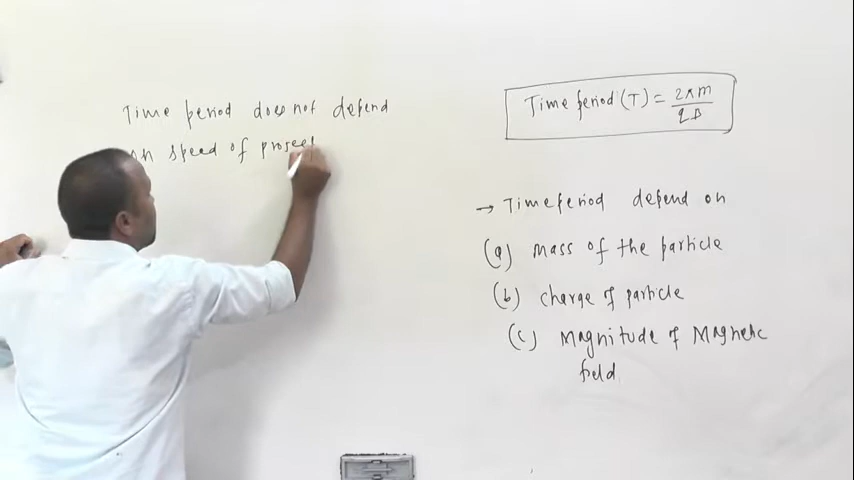 Time period does not depend
on speed of project
Time period (T) = 2πm/qB
→ Time period depend on
(a) mass of the particle
(b) charge of particle
(c) Magnitude of Magnetic
field